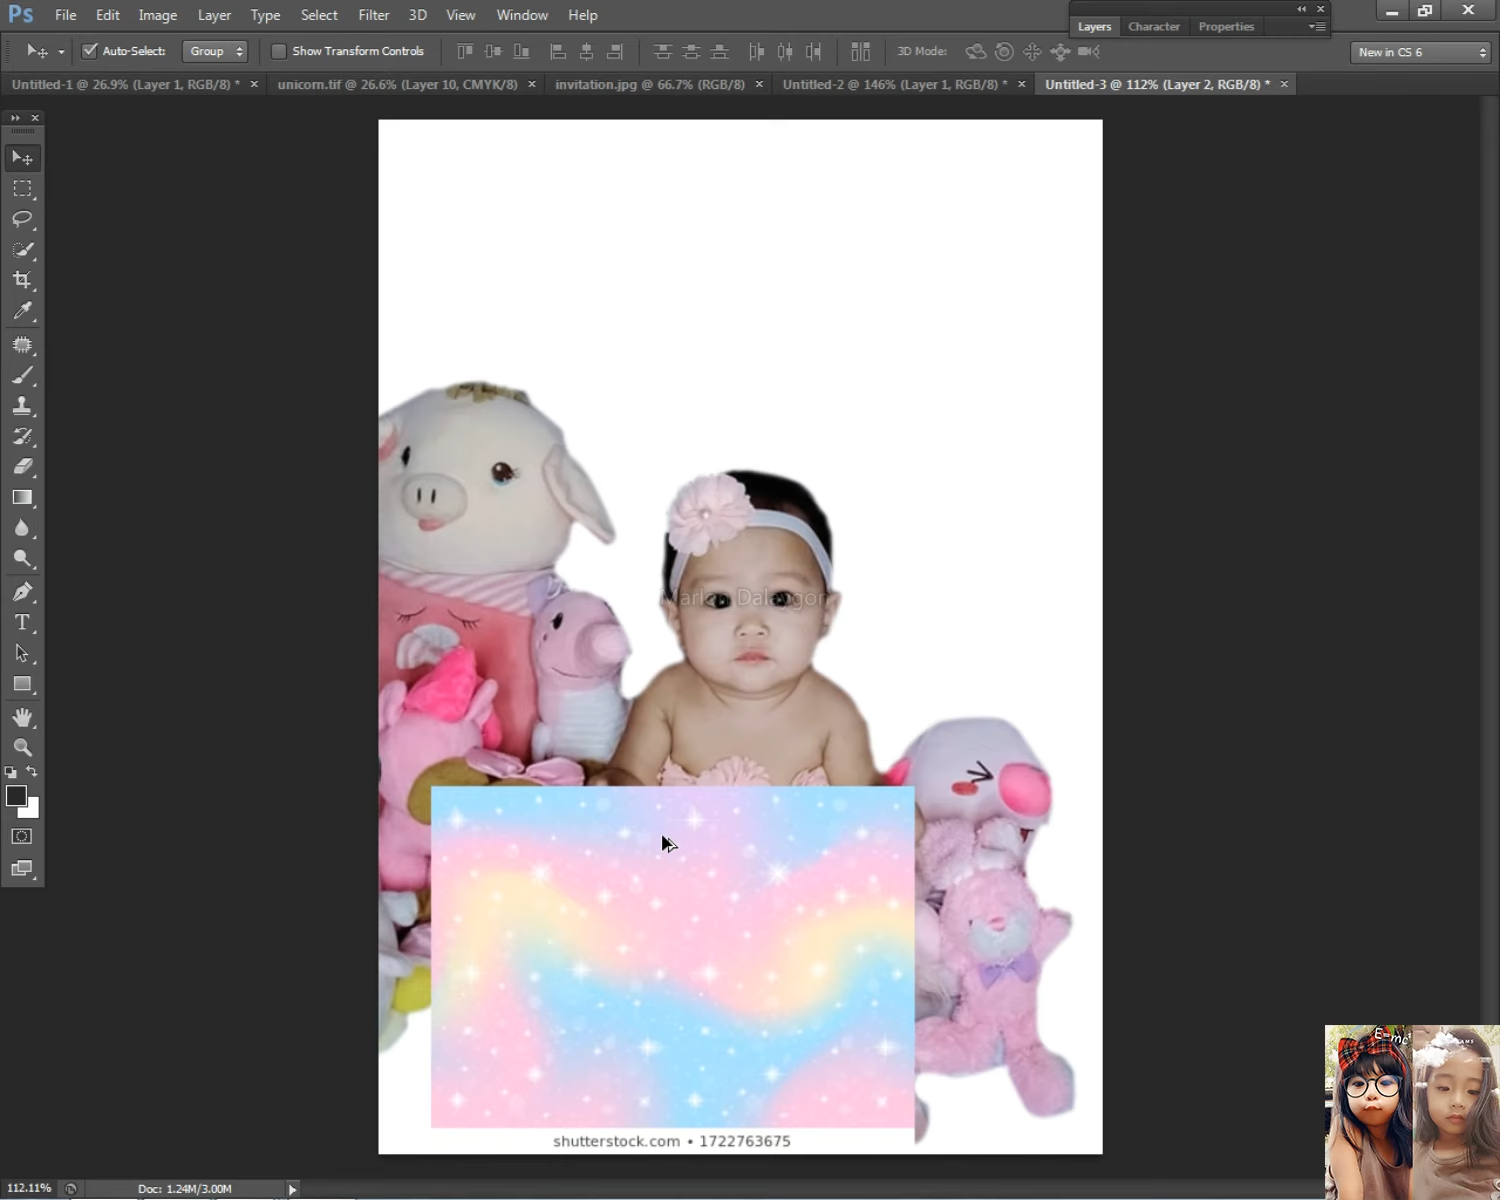 Ps File Edit Image Layer Type Select Filter 3D View Window Help
Layers Character Properties
Auto-Select: Group Show Transform Controls 3D Mode: New in CS 6
Untitled-1 @ 26.9% (Layer 1, RGB/8) * unicorn.tif @ 26.6% (Layer 10, CMYK/8) invitation.jpg @ 66.7% (RGB/8) Untitled-2 @ 146% (Layer 1, RGB/8) * Untitled-3 @ 112% (Layer 2, RGB/8) *
T
shutterstock.com • 1722763675
E=mc²
112.11% Doc: 1.24M/3.00M